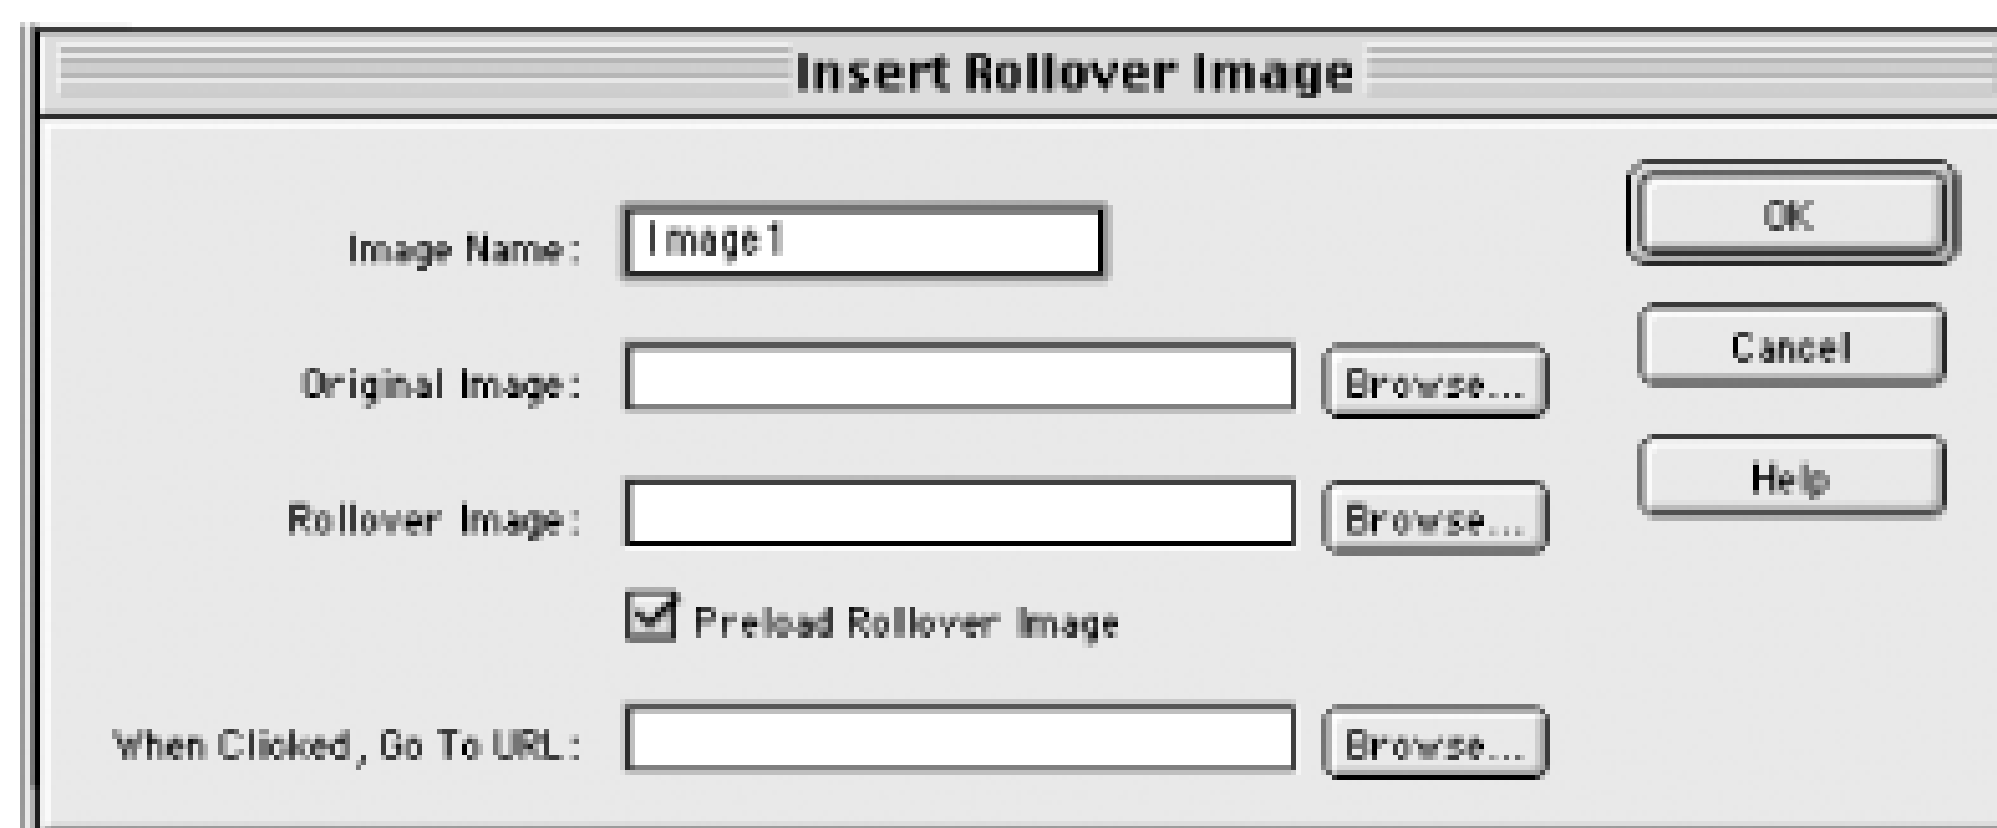 Insert Rollover Image
Image Name: Image1
OK
Original Image: Browse...
Cancel
Rollover Image: Browse...
Help
Preload Rollover Image
When Clicked, Go To URL: Browse...